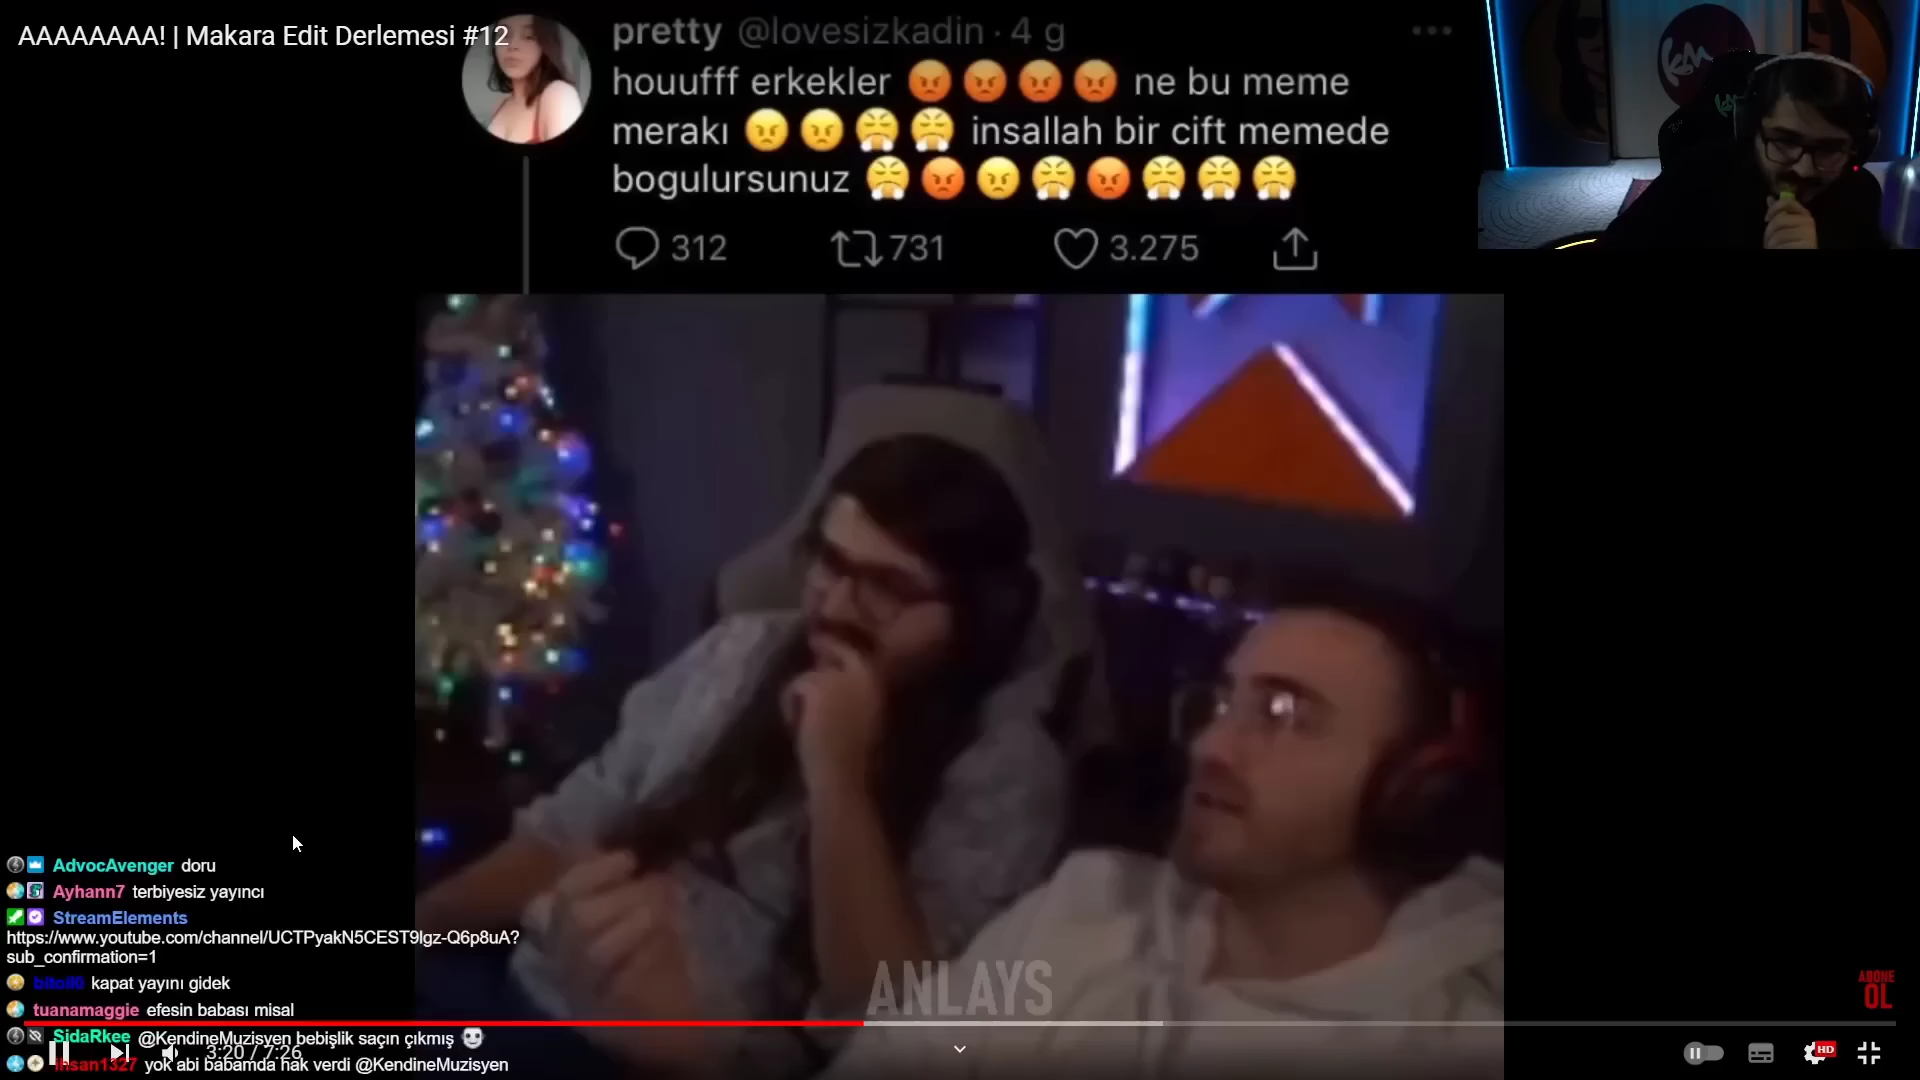 AAAAAAAA! | Makara Edit Derlemesi #12
pretty @lovesizkadin · 4 g
houufff erkekler 😡 😡 😡 😡 ne bu meme
merakı 😠 😠 😤 😤 insallah bir cift memede
bogulursunuz 😤 😡 😠 😤 😡 😤 😤 😤
312 731 3.275
km
ANLAYS
ABONE
OL
AdvocAvenger doru
Ayhann7 terbiyesiz yayıncı
StreamElements
https://www.youtube.com/channel/UCTPyakN5CEST9lgz-Q6p8uA?
sub_confirmation=1
kapat yayını gidek
tuanamaggie efesin babası misal
SidaRkee @KendineMuzisyen bebişlik saçın çıkmış
3:20 / 7:26
HD
ihsan1327 yok abi babamda hak verdi @KendineMuzisyen